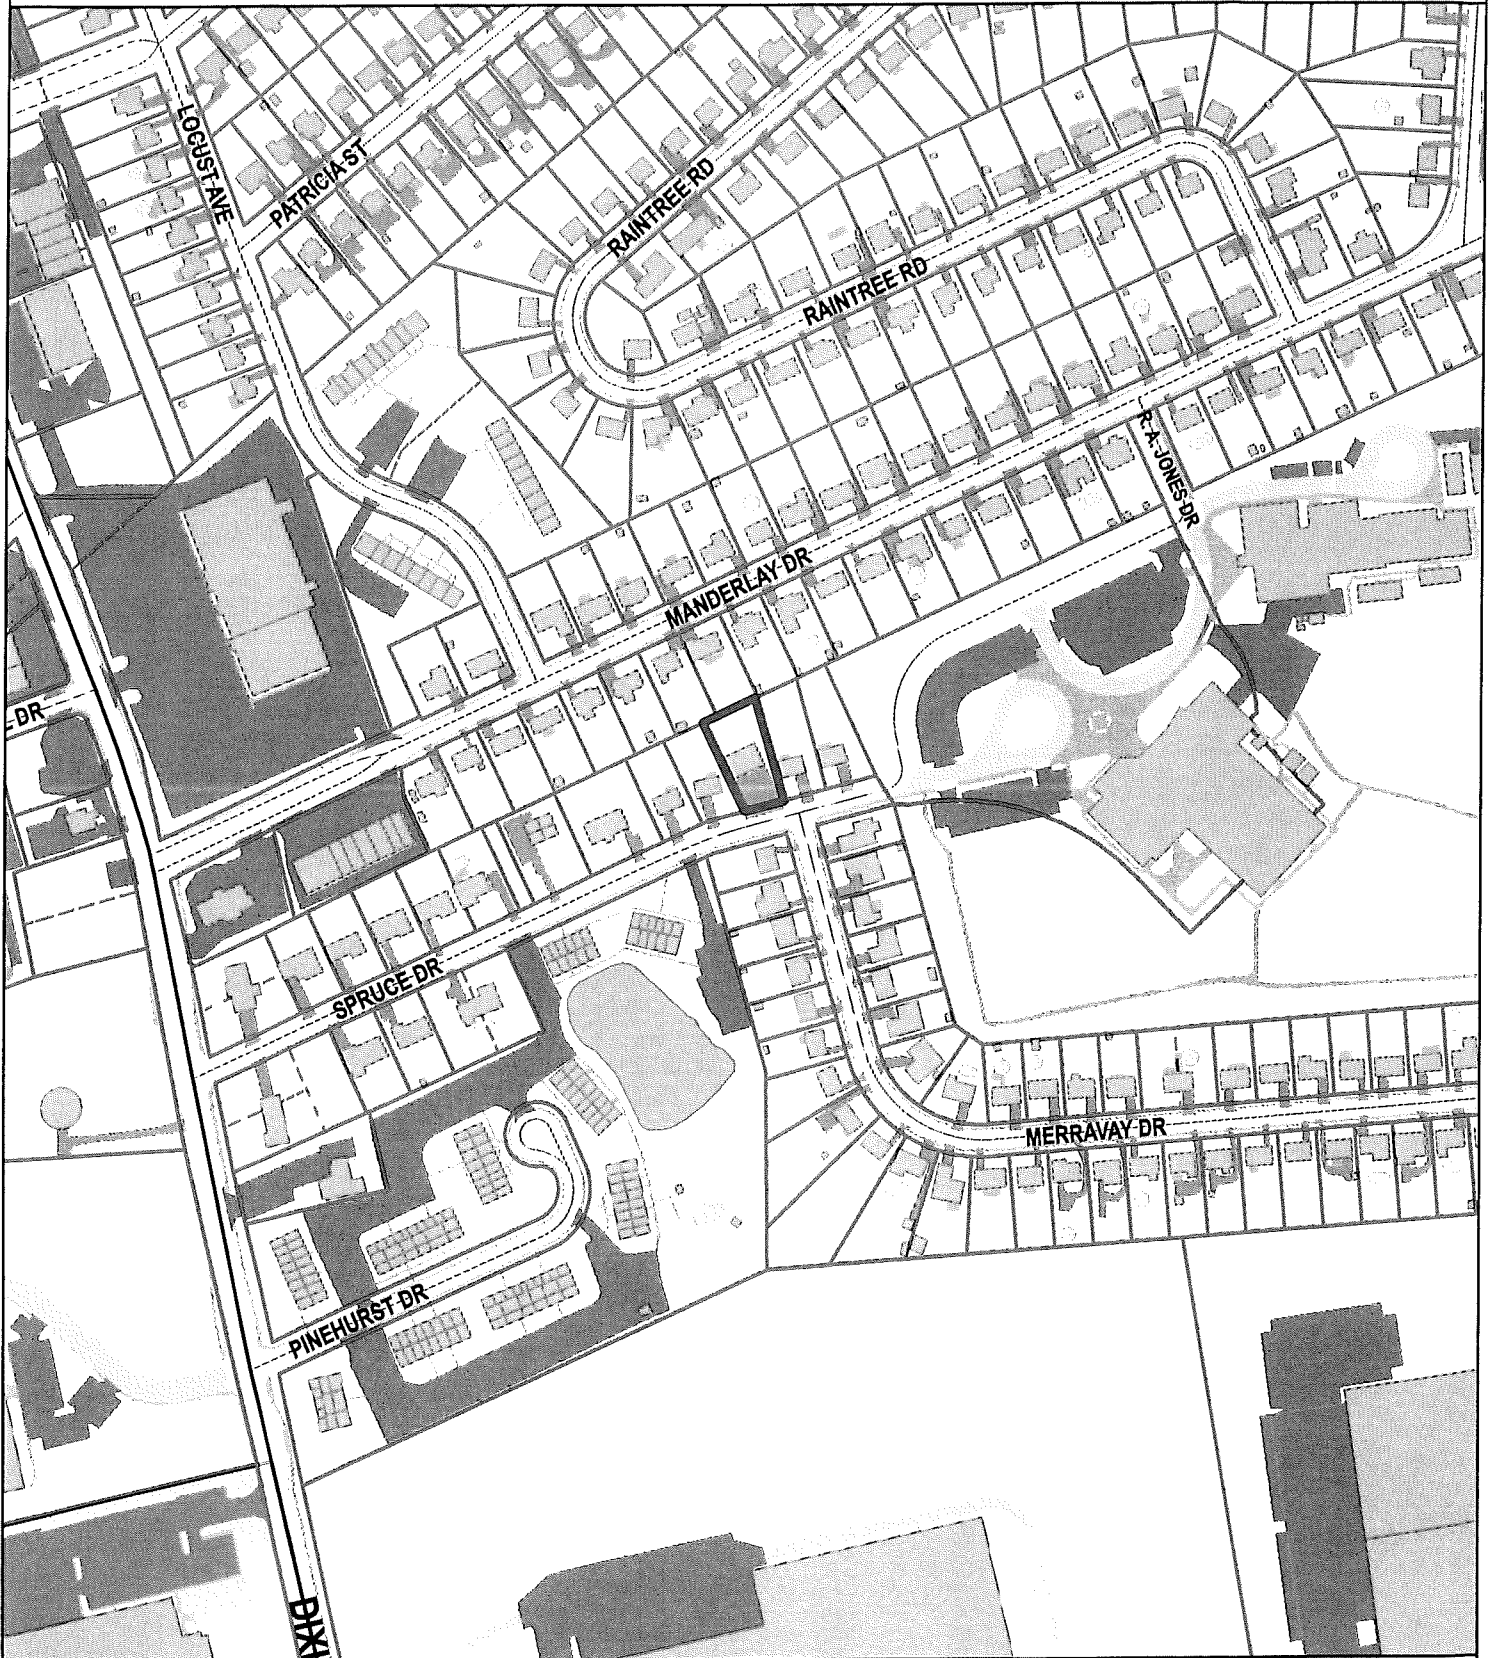 LOCUST AVE
PATRICIA ST
RAINTREE RD
RAINTREE RD
R. A. JONES DR
MANDERLAY DR
DR
SPRUCE DR
MERRAVAY DR
PINEHURST DR
DIXI